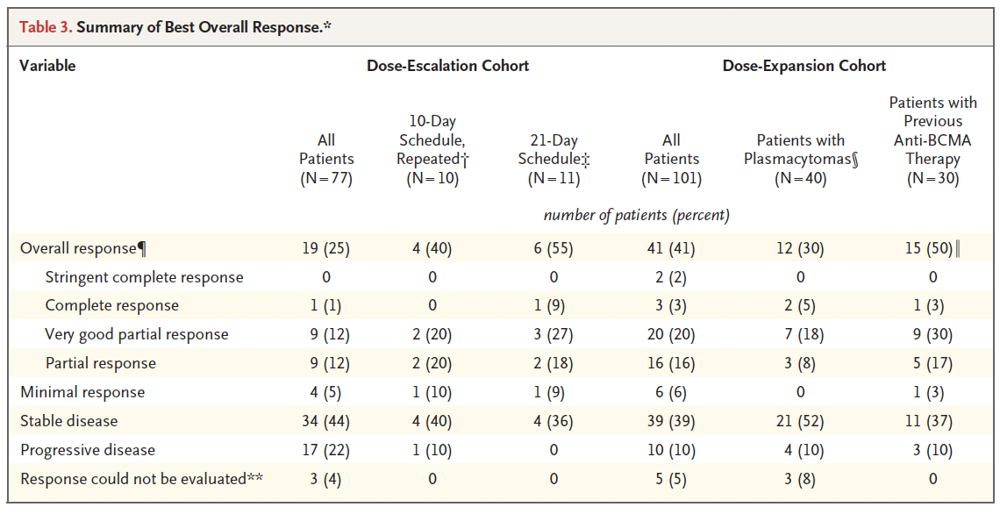 Table 3. Summary of Best Overall Response.*
Variable Dose-Escalation Cohort Dose-Expansion Cohort
All Patients (N=77) 10-Day Schedule, Repeated† (N=10) 21-Day Schedule‡ (N=11) All Patients (N=101) Patients with Plasmacytomas§ (N=40) Patients with Previous Anti-BCMA Therapy (N=30)
number of patients (percent)
Overall response¶ 19 (25) 4 (40) 6 (55) 41 (41) 12 (30) 15 (50)‖
Stringent complete response 0 0 0 2 (2) 0 0
Complete response 1 (1) 0 1 (9) 3 (3) 2 (5) 1 (3)
Very good partial response 9 (12) 2 (20) 3 (27) 20 (20) 7 (18) 9 (30)
Partial response 9 (12) 2 (20) 2 (18) 16 (16) 3 (8) 5 (17)
Minimal response 4 (5) 1 (10) 1 (9) 6 (6) 0 1 (3)
Stable disease 34 (44) 4 (40) 4 (36) 39 (39) 21 (52) 11 (37)
Progressive disease 17 (22) 1 (10) 0 10 (10) 4 (10) 3 (10)
Response could not be evaluated** 3 (4) 0 0 5 (5) 3 (8) 0